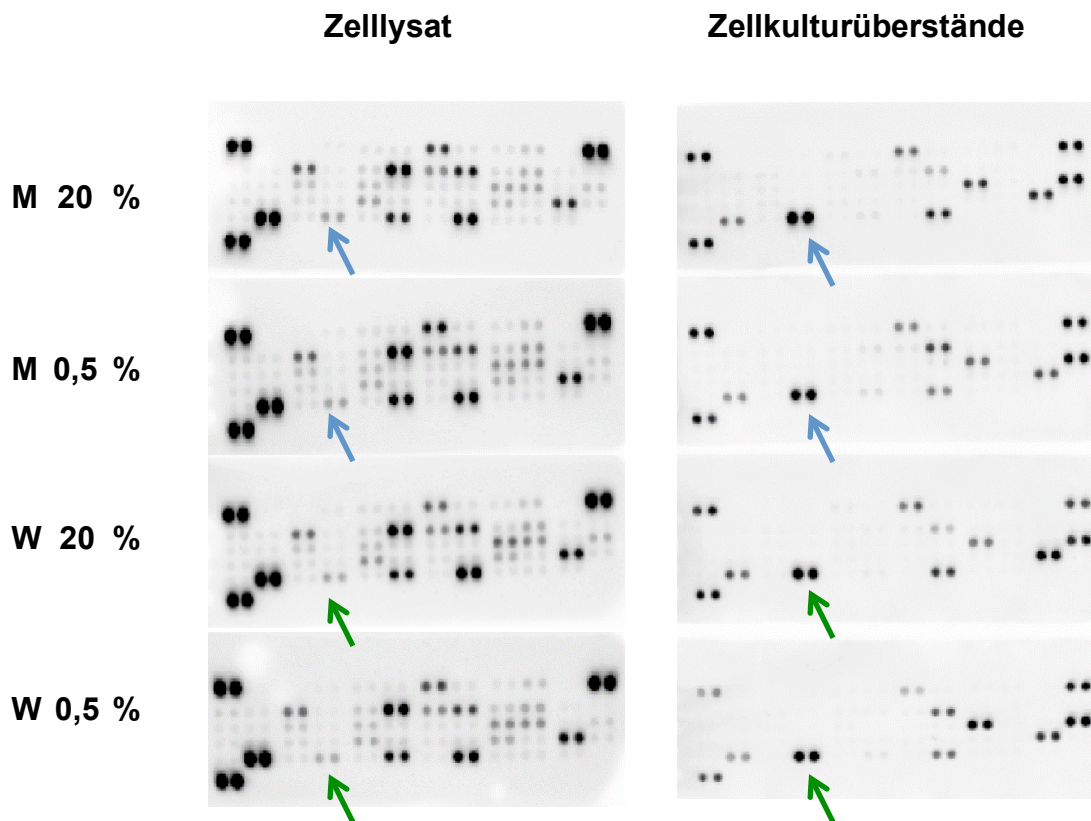 Zelllysat
Zellkulturüberstände
M 20 %
M 0,5 %
W 20 %
W 0,5 %